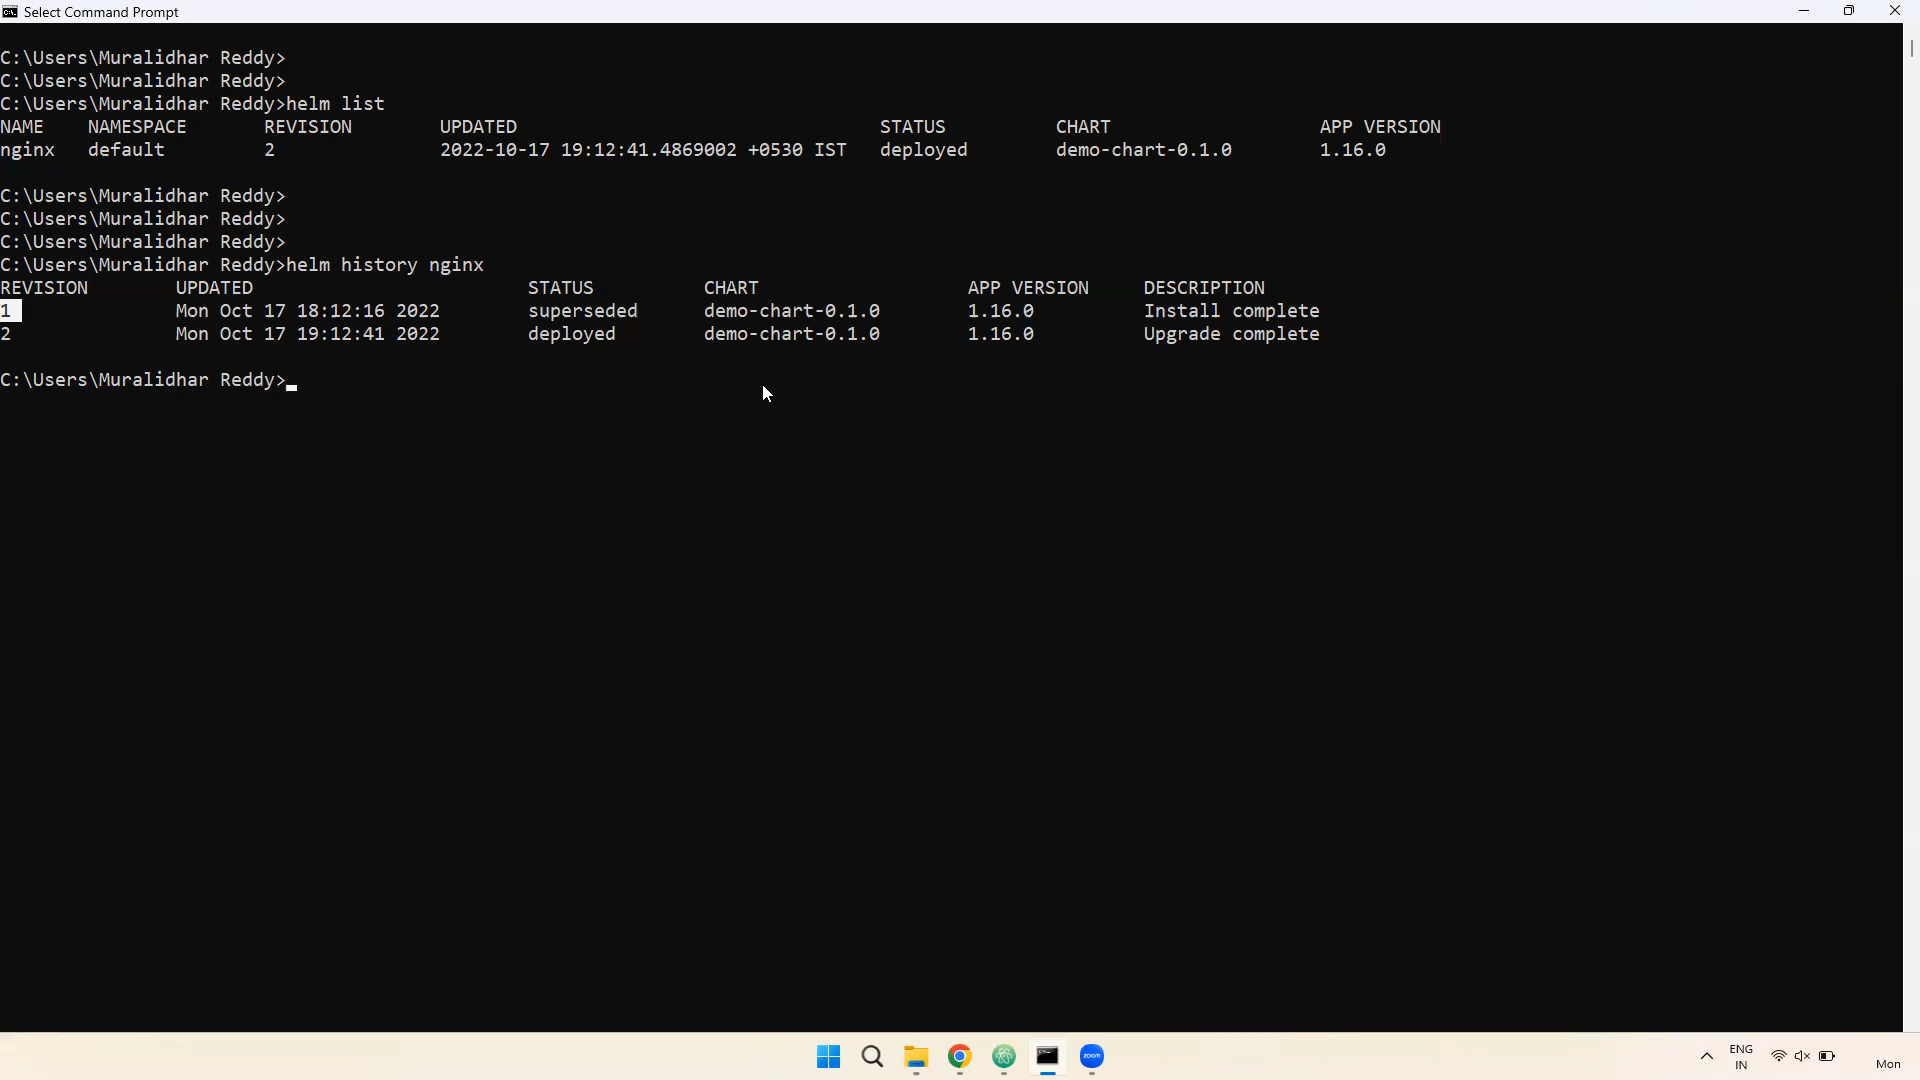 Select Command Prompt
C:\Users\Muralidhar Reddy>
C:\Users\Muralidhar Reddy>
C:\Users\Muralidhar Reddy>helm list
NAME NAMESPACE REVISION UPDATED STATUS CHART APP VERSION
nginx default 2 2022-10-17 19:12:41.4869002 +0530 IST deployed demo-chart-0.1.0 1.16.0
C:\Users\Muralidhar Reddy>
C:\Users\Muralidhar Reddy>
C:\Users\Muralidhar Reddy>
C:\Users\Muralidhar Reddy>helm history nginx
REVISION UPDATED STATUS CHART APP VERSION DESCRIPTION
1 Mon Oct 17 18:12:16 2022 superseded demo-chart-0.1.0 1.16.0 Install complete
2 Mon Oct 17 19:12:41 2022 deployed demo-chart-0.1.0 1.16.0 Upgrade complete
C:\Users\Muralidhar Reddy>
zoom
ENG
IN
Mon